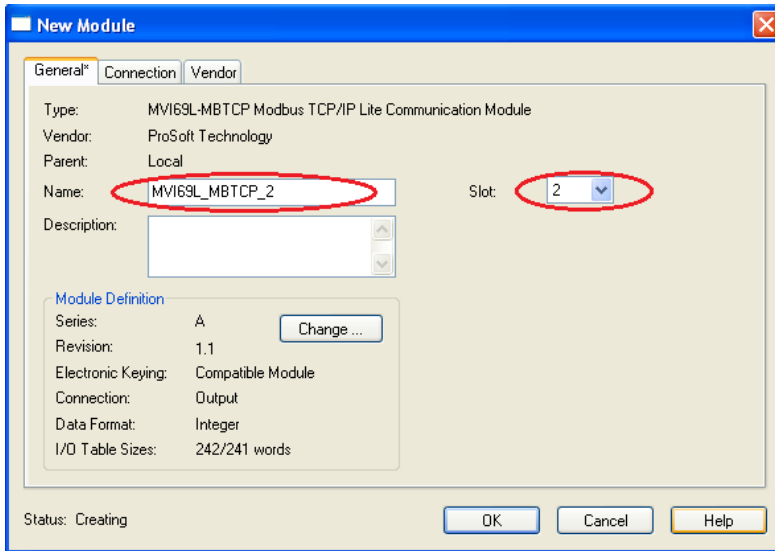 New Module
General* Connection Vendor
Type: MVI69L-MBTCP Modbus TCP/IP Lite Communication Module
Vendor: ProSoft Technology
Parent: Local
Name: MVI69L_MBTCP_2 Slot: 2
Description:
Module Definition
Series: A Change ...
Revision: 1.1
Electronic Keying: Compatible Module
Connection: Output
Data Format: Integer
I/O Table Sizes: 242/241 words
Status: Creating OK Cancel Help